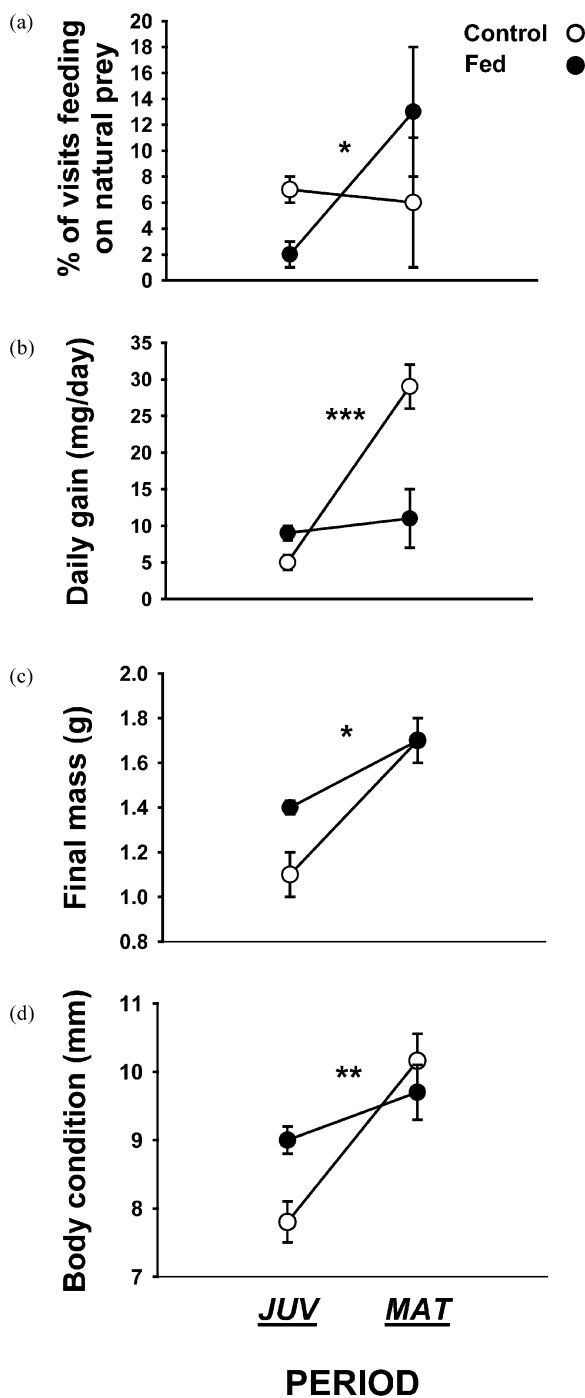 (a)
% of visits feeding
on natural prey
20
18
16
14
12
10
8
6
4
2
0
*
Control
Fed
(b)
Daily gain (mg/day)
35
30
25
20
15
10
5
0
***
(c)
Final mass (g)
2.0
1.8
1.6
1.4
1.2
1.0
0.8
*
(d)
Body condition (mm)
11
10
9
8
7
**
JUV MAT
PERIOD